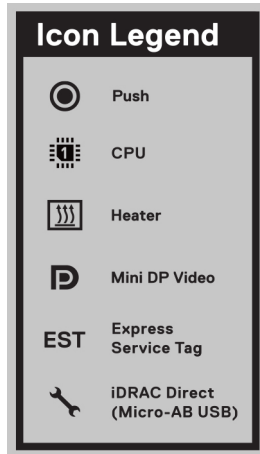 Icon Legend
Push
1
CPU
Heater
Mini DP Video
EST
Express
Service Tag
iDRAC Direct
(Micro-AB USB)